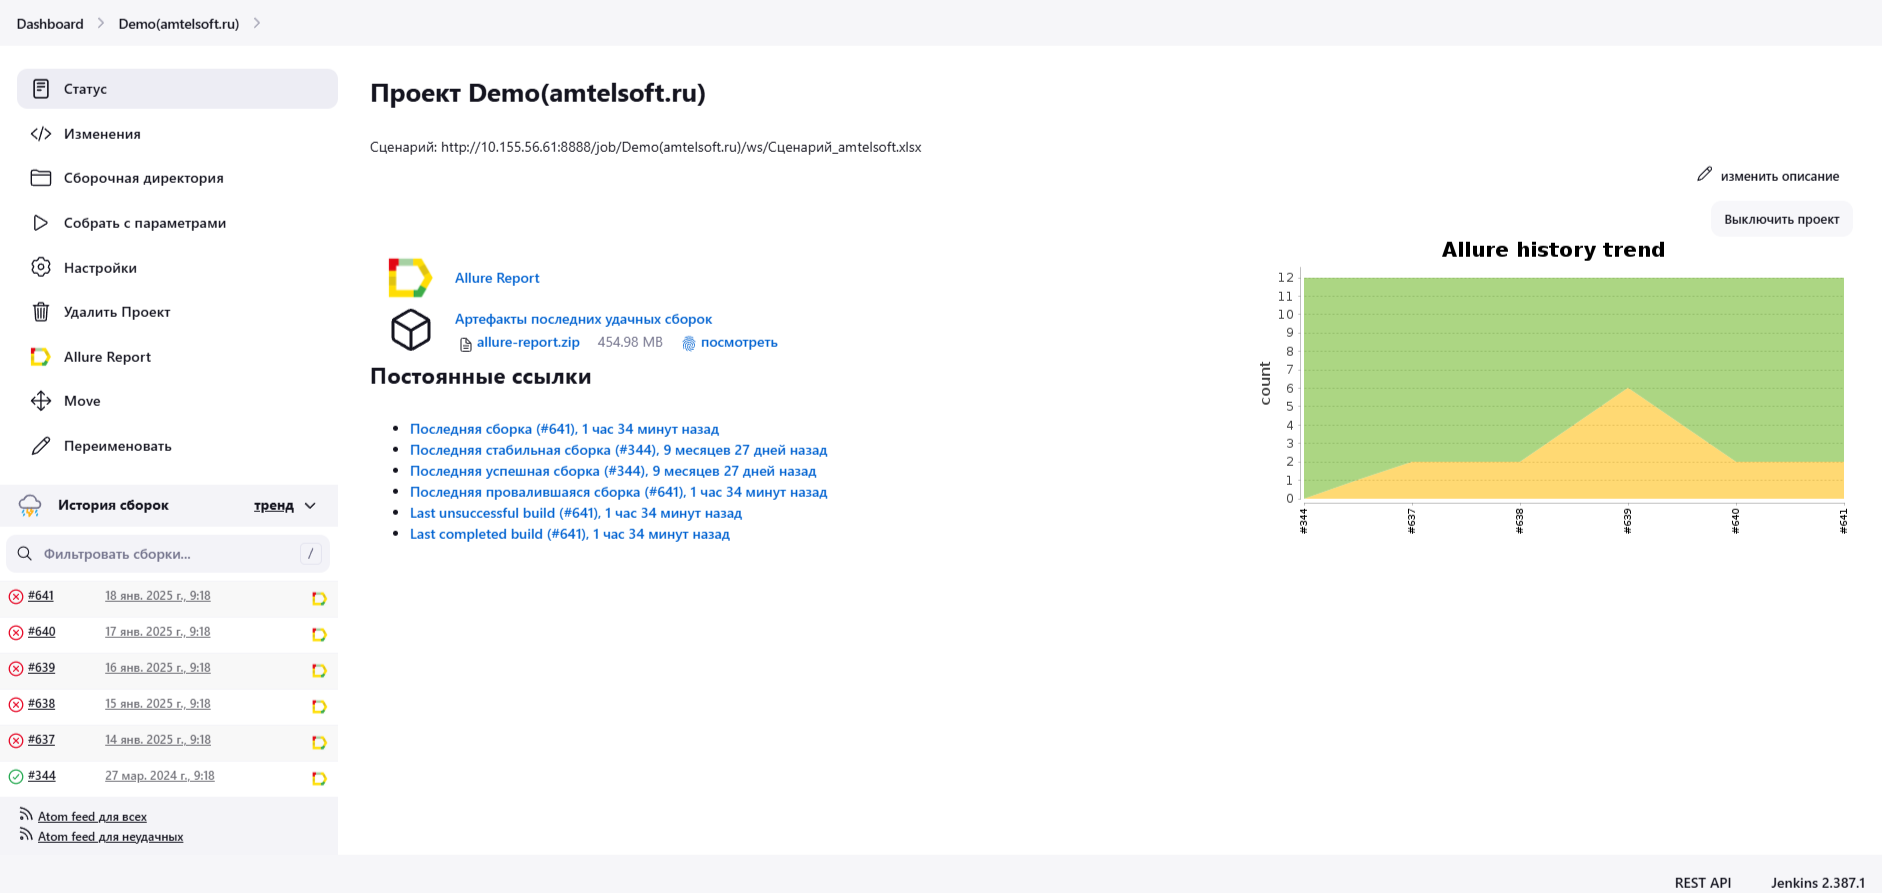 Dashboard
Demo(amtelsoft.ru)
Статус
Изменения
Сборочная директория
Собрать с параметрами
Настройки
Удалить Проект
Allure Report
Move
Переименовать
История сборок
тренд
Фильтровать сборки...
/
#641 18 янв. 2025 г., 9:18
#640 17 янв. 2025 г., 9:18
#639 16 янв. 2025 г., 9:18
#638 15 янв. 2025 г., 9:18
#637 14 янв. 2025 г., 9:18
#344 27 мар. 2024 г., 9:18
Atom feed для всех
Atom feed для неудачных
Проект Demo(amtelsoft.ru)
Сценарий: http://10.155.56.61:8888/job/Demo(amtelsoft.ru)/ws/Сценарий_amtelsoft.xlsx
изменить описание
Выключить проект
Allure Report
Артефакты последних удачных сборок
allure-report.zip 454.98 MB посмотреть
Постоянные ссылки
Последняя сборка (#641), 1 час 34 минут назад
Последняя стабильная сборка (#344), 9 месяцев 27 дней назад
Последняя успешная сборка (#344), 9 месяцев 27 дней назад
Последняя провалившаяся сборка (#641), 1 час 34 минут назад
Last unsuccessful build (#641), 1 час 34 минут назад
Last completed build (#641), 1 час 34 минут назад
Allure history trend
count
12
11
10
9
8
7
6
5
4
3
2
1
0
#344
#637
#638
#639
#640
#641
REST API
Jenkins 2.387.1